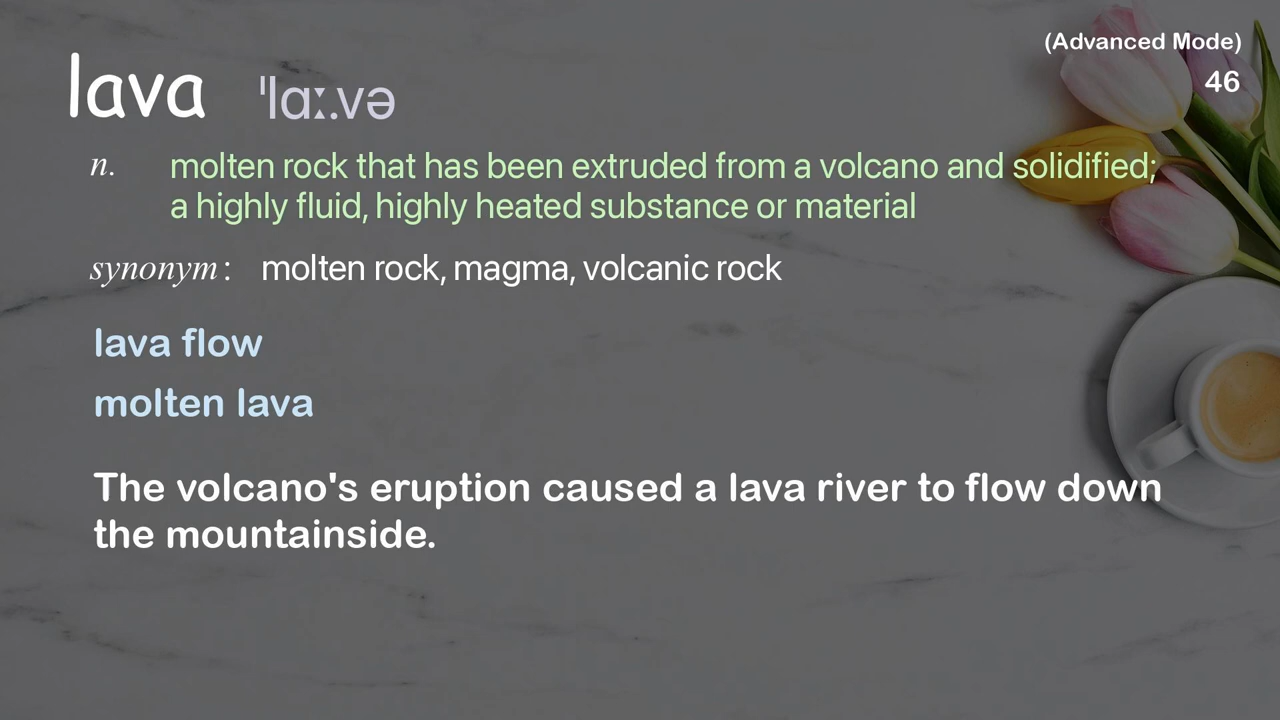 (Advanced Mode)
46
lava ˈlɑː.və
n. molten rock that has been extruded from a volcano and solidified;
a highly fluid, highly heated substance or material
synonym: molten rock, magma, volcanic rock
lava flow
molten lava
The volcano's eruption caused a lava river to flow down
the mountainside.